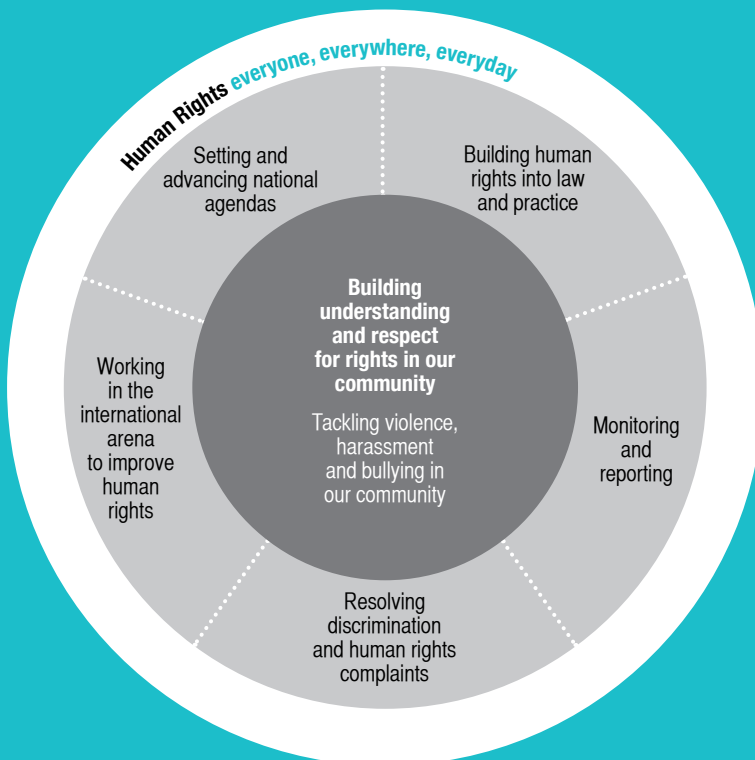 Human Rights everyone, everywhere, everyday
Setting and
advancing national
agendas
Building human
rights into law
and practice
Building
understanding
and respect
for rights in our
community
Tackling violence,
harassment
and bullying in
our community
Working
in the
international
arena
to improve
human
rights
Monitoring
and
reporting
Resolving
discrimination
and human rights
complaints